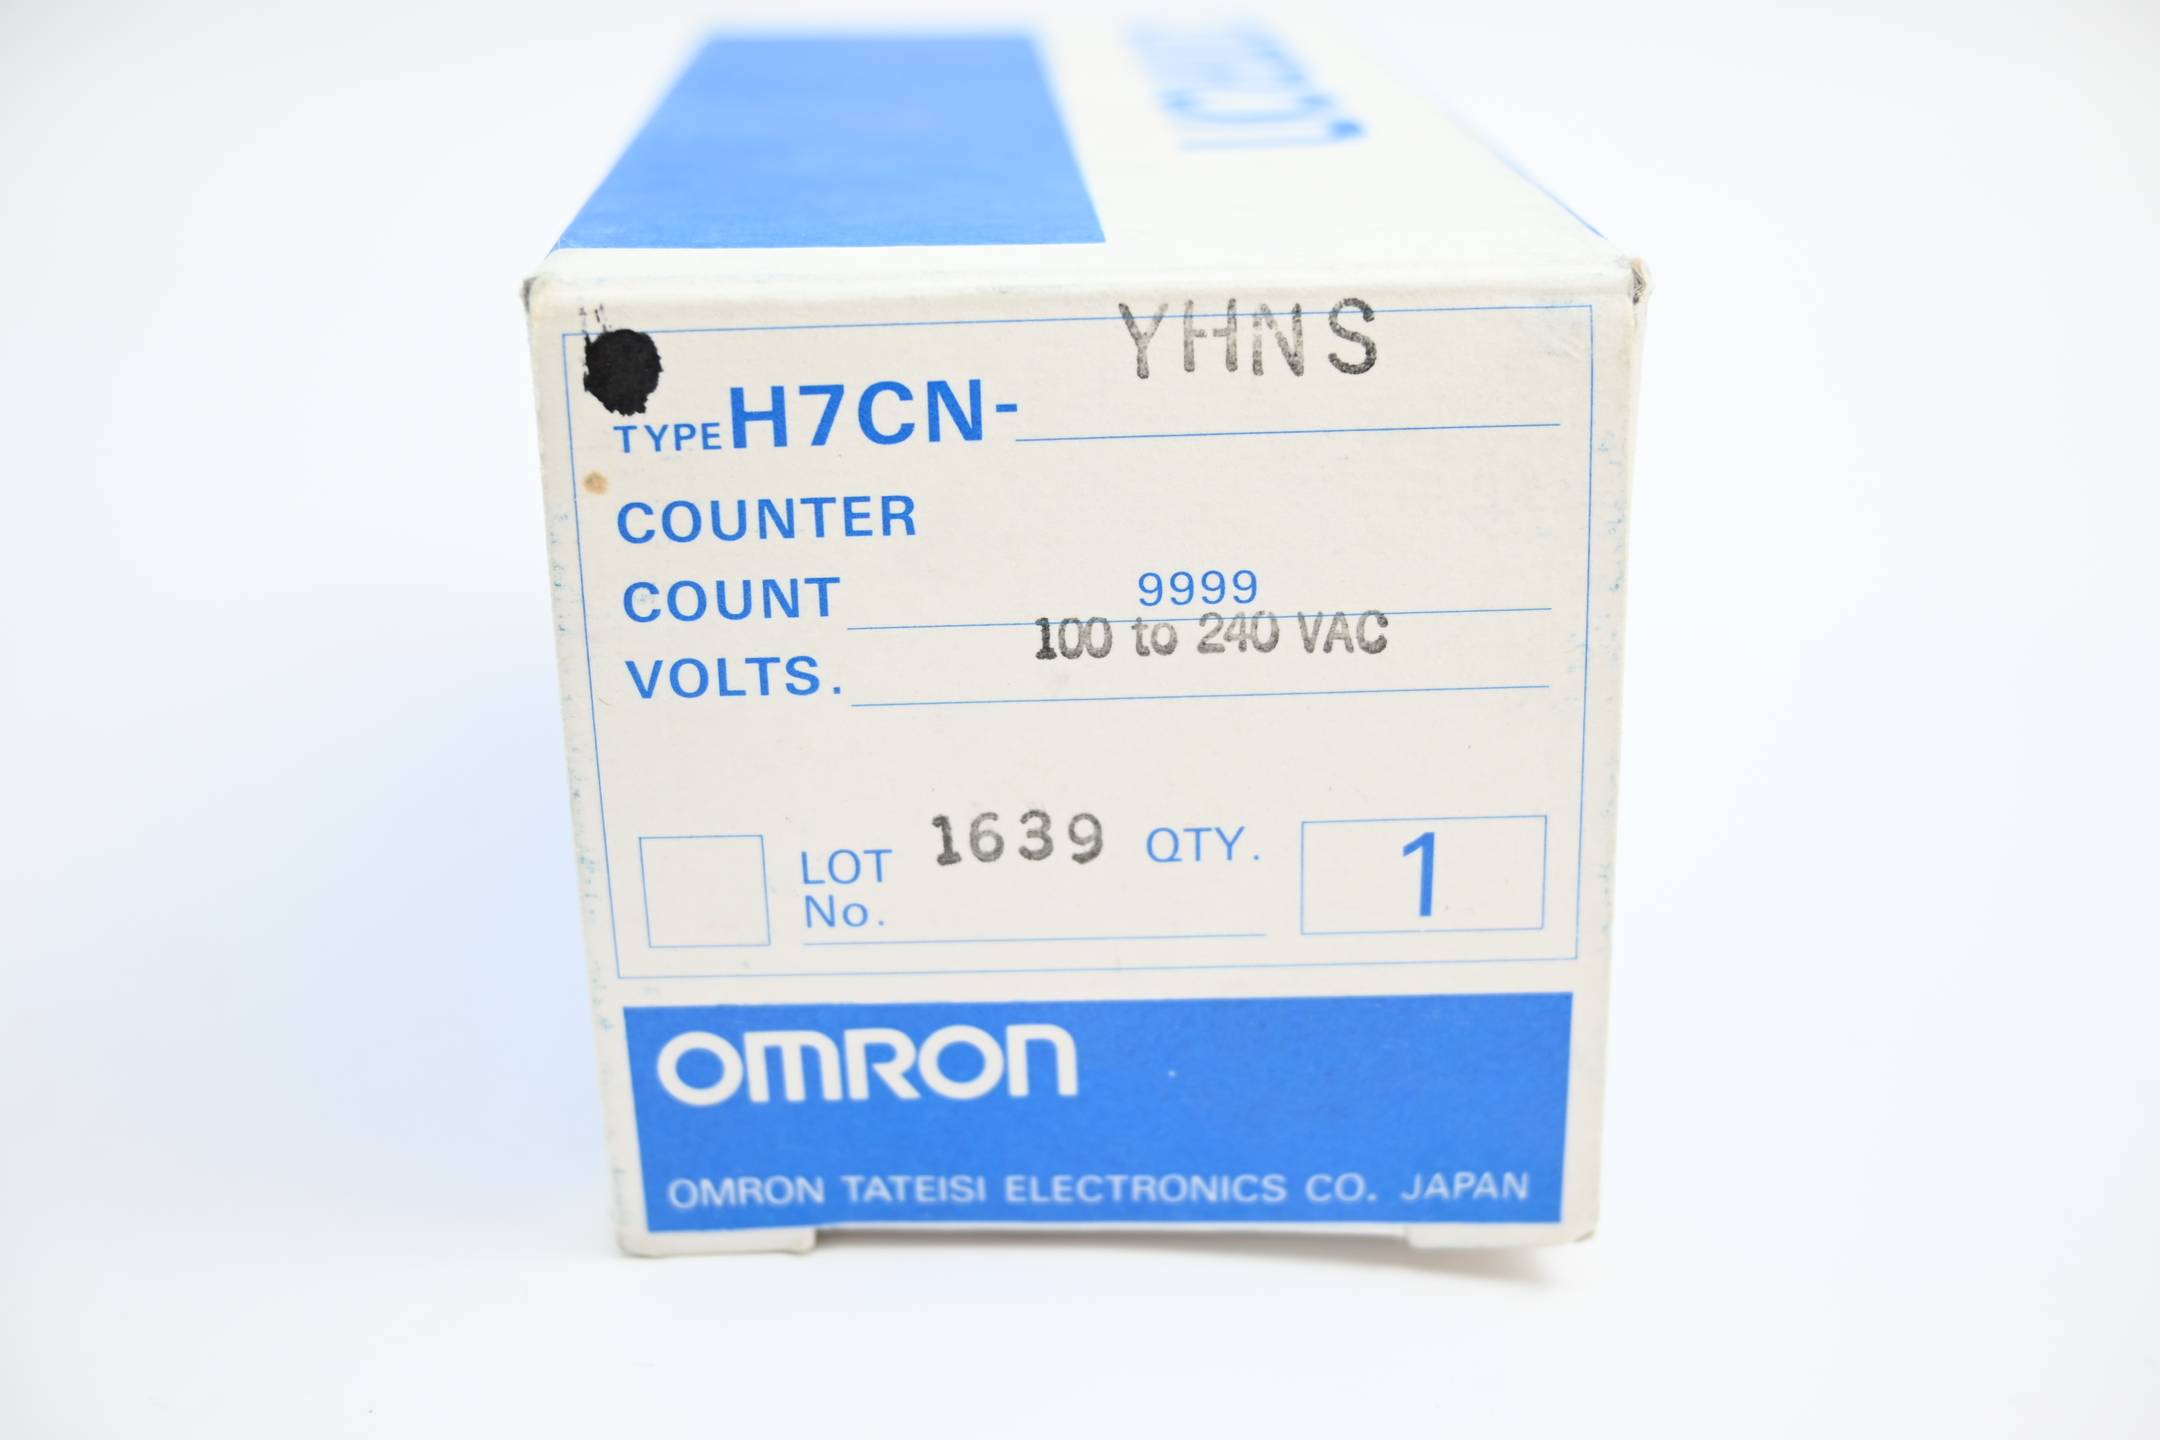 YHNS
TYPE H7CN-
COUNTER
COUNT 9999
VOLTS. 100 to 240 VAC
LOT No. 1639 QTY. 1
OMRON
OMRON TATEISI ELECTRONICS CO. JAPAN